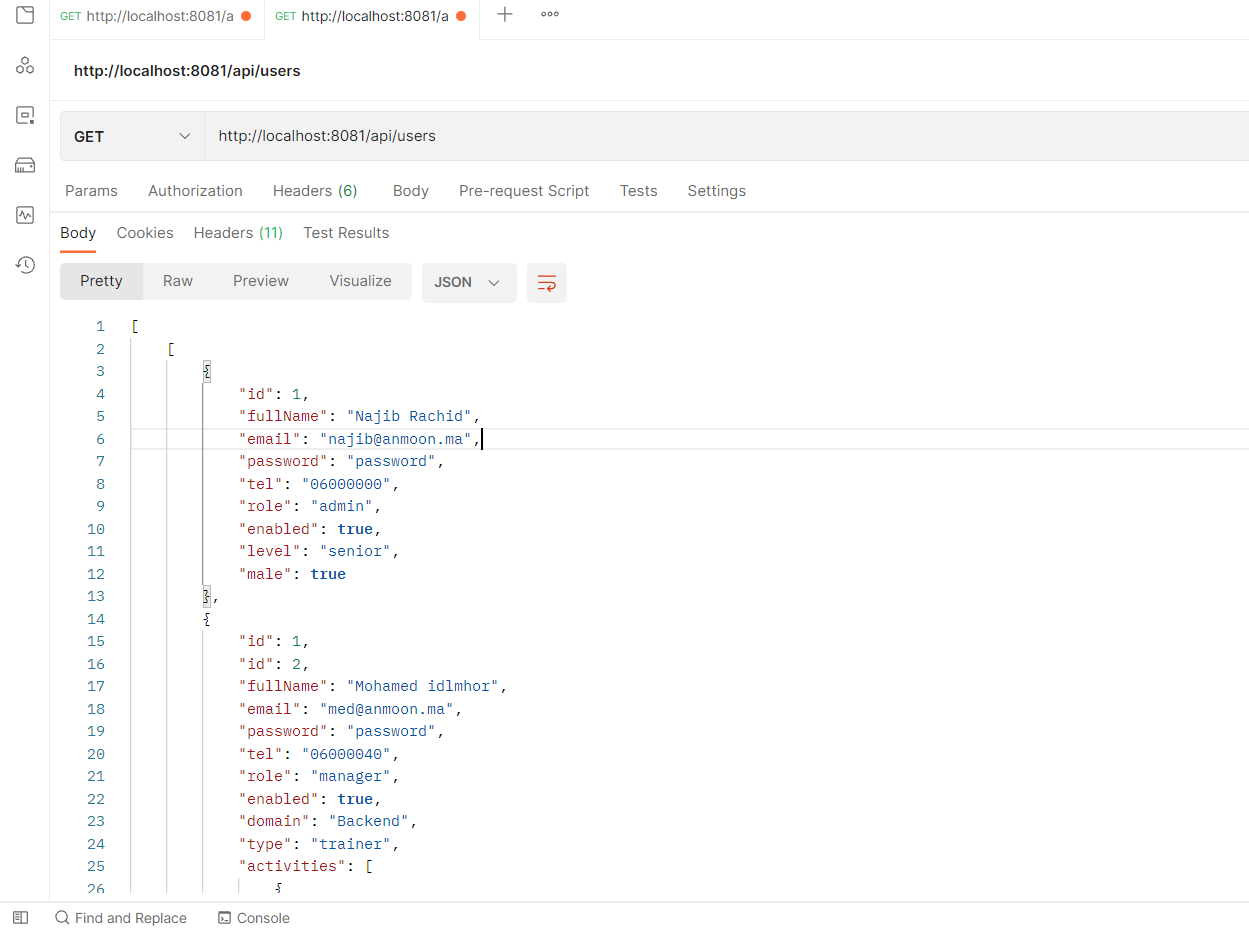 GET http://localhost:8081/a GET http://localhost:8081/a
http://localhost:8081/api/users
GET http://localhost:8081/api/users
Params Authorization Headers (6) Body Pre-request Script Tests Settings
Body Cookies Headers (11) Test Results
Pretty Raw Preview Visualize JSON
1 [
2 [
3 {
4 "id": 1,
5 "fullName": "Najib Rachid",
6 "email": "najib@anmoon.ma",
7 "password": "password",
8 "tel": "06000000",
9 "role": "admin",
10 "enabled": true,
11 "level": "senior",
12 "male": true
13 },
14 {
15 "id": 1,
16 "id": 2,
17 "fullName": "Mohamed idlmhor",
18 "email": "med@anmoon.ma",
19 "password": "password",
20 "tel": "06000040",
21 "role": "manager",
22 "enabled": true,
23 "domain": "Backend",
24 "type": "trainer",
25 "activities": [
26 {
Find and Replace Console